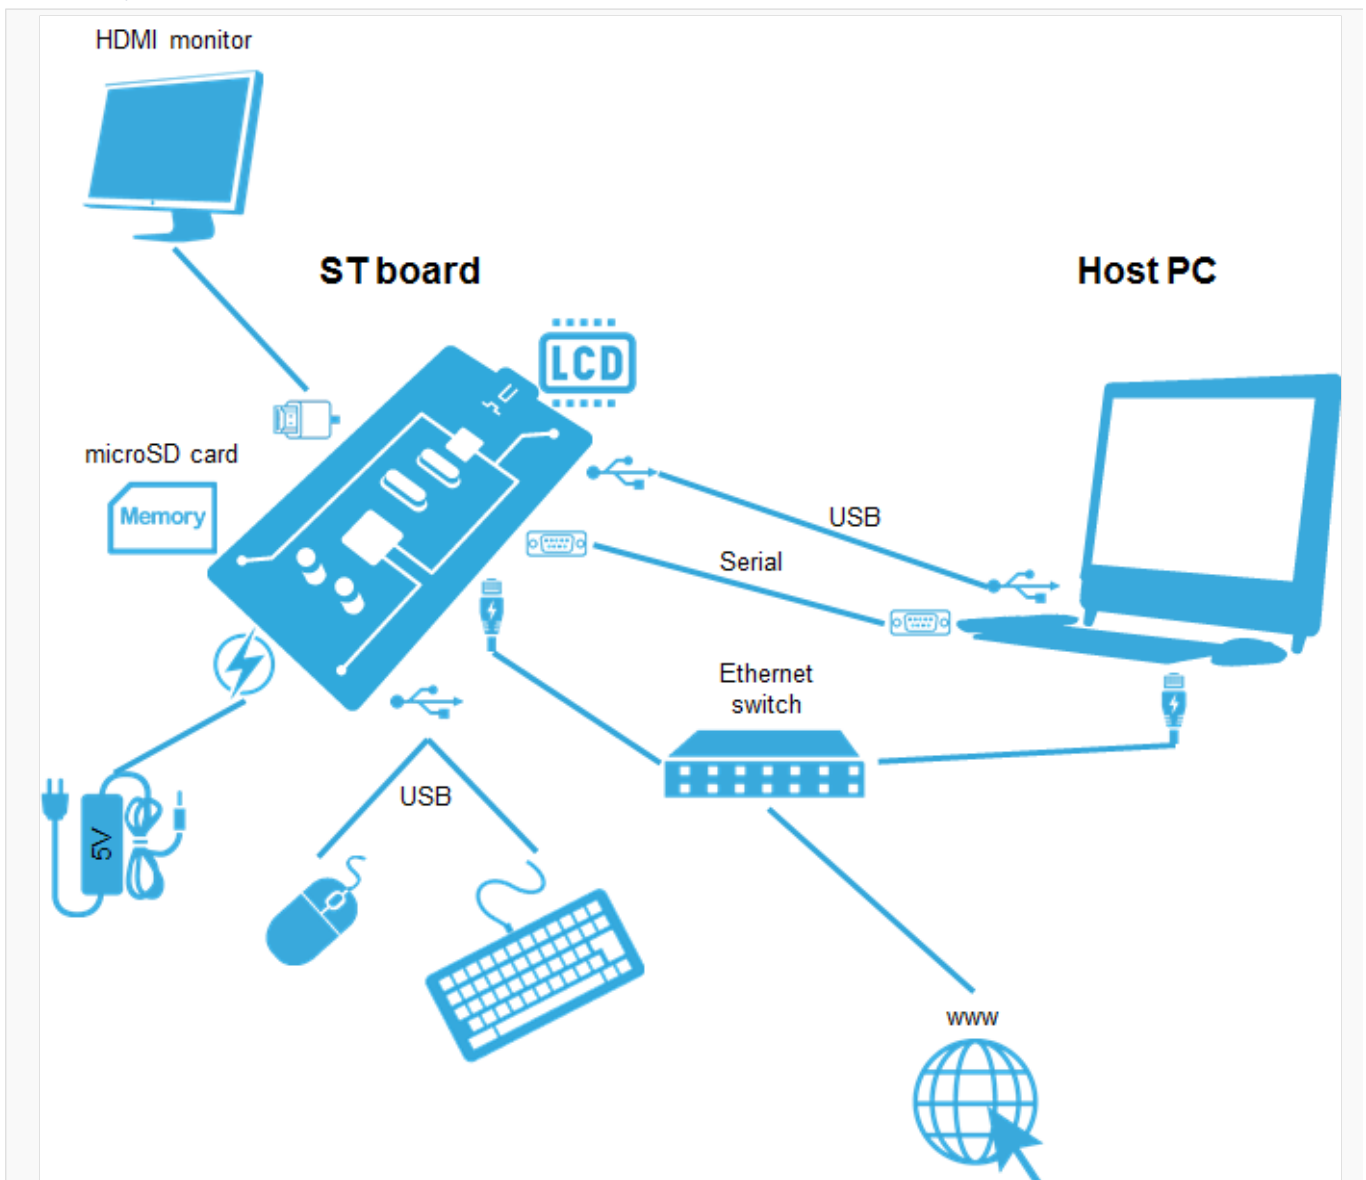 HDMI monitor
ST board
Host PC
LCD
microSD card
Memory
USB
Serial
Ethernet
switch
USB
5V
www